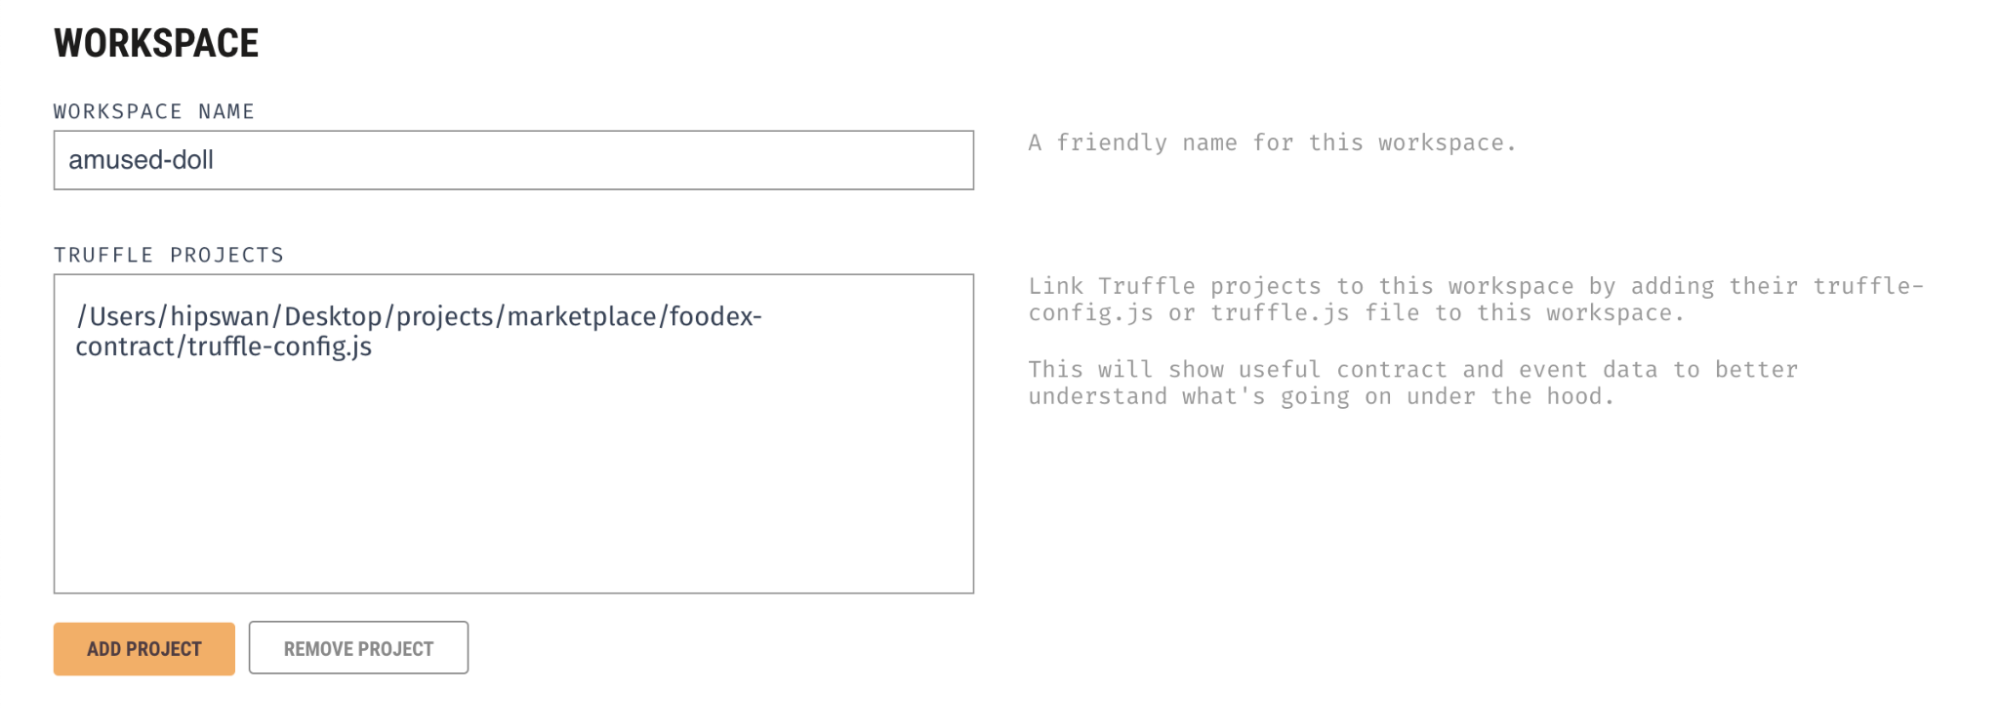 WORKSPACE
WORKSPACE NAME
amused-doll
A friendly name for this workspace.
TRUFFLE PROJECTS
/Users/hipswan/Desktop/projects/marketplace/foodex-
contract/truffle-config.js
Link Truffle projects to this workspace by adding their truffle-
config.js or truffle.js file to this workspace.
This will show useful contract and event data to better
understand what's going on under the hood.
ADD PROJECT
REMOVE PROJECT